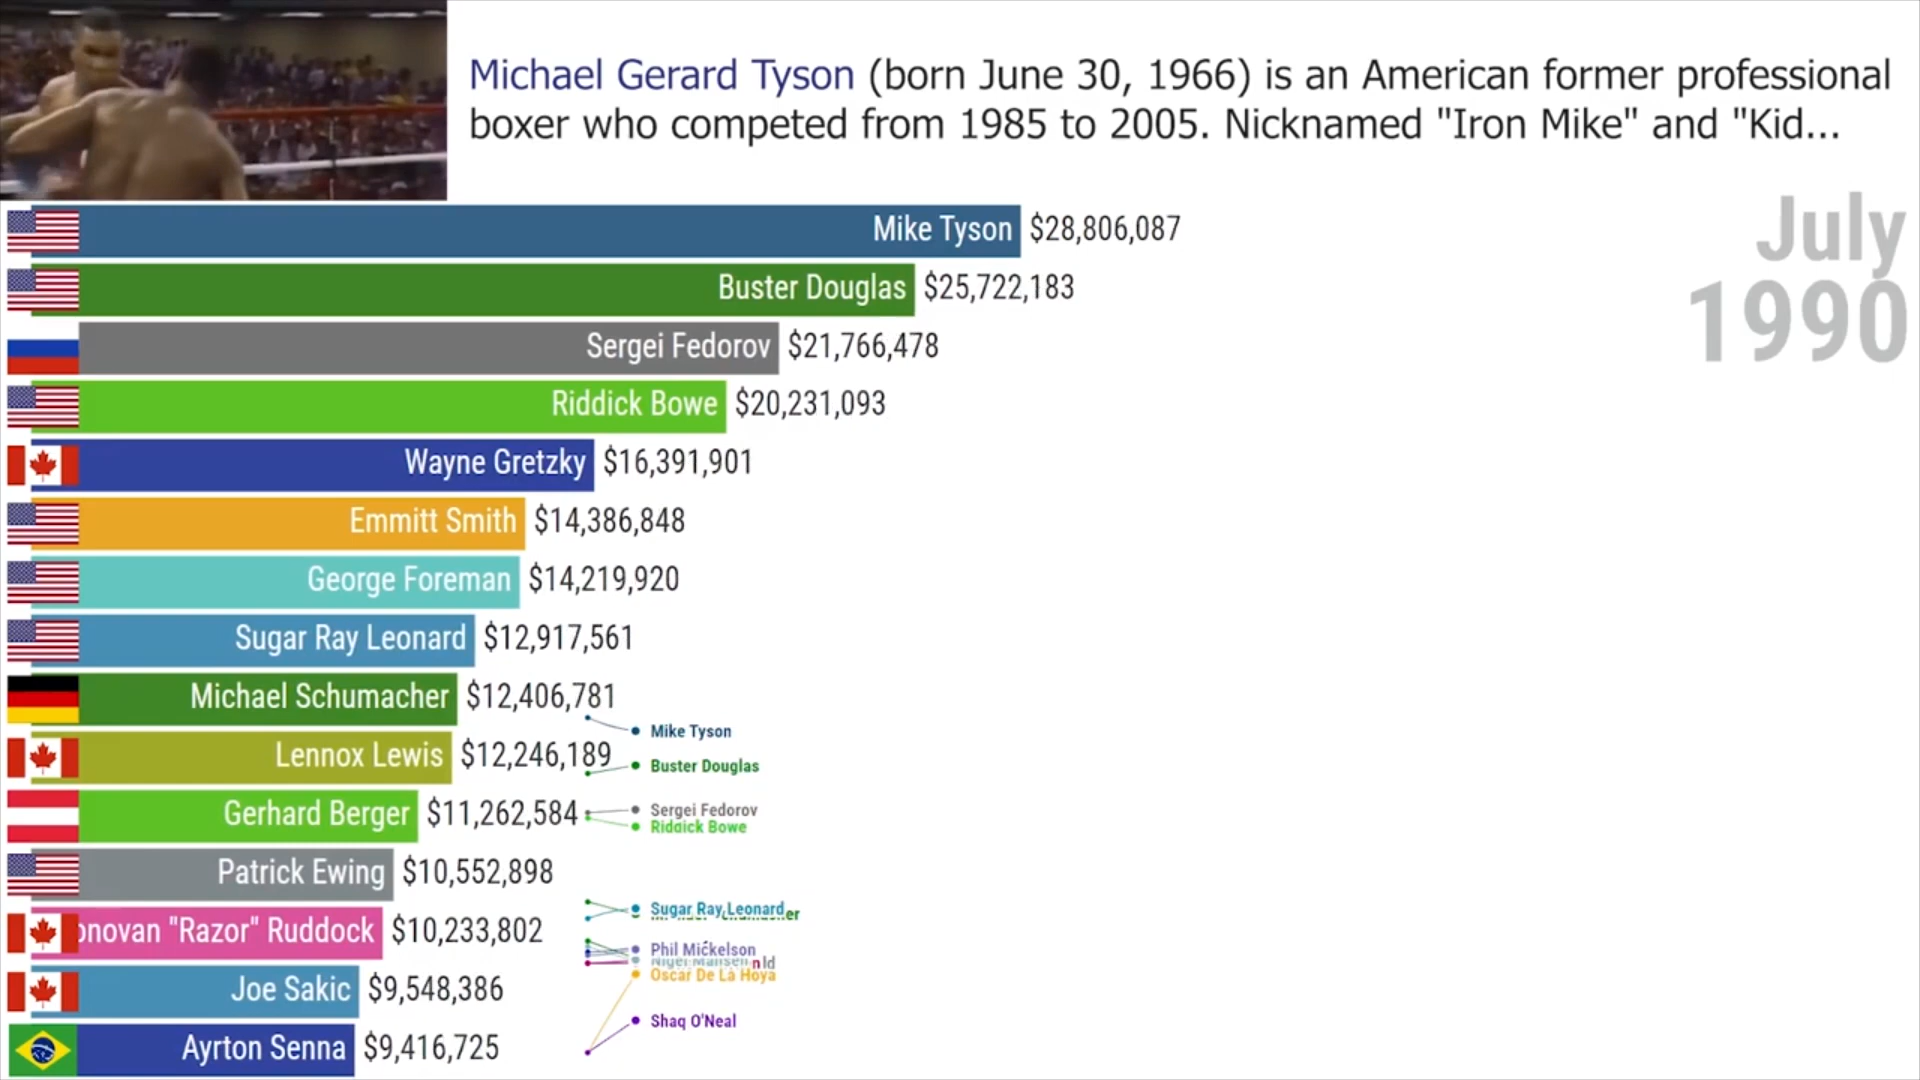 Michael Gerard Tyson (born June 30, 1966) is an American former professional
boxer who competed from 1985 to 2005. Nicknamed "Iron Mike" and "Kid...
July
1990
Mike Tyson $28,806,087
Buster Douglas $25,722,183
Sergei Fedorov $21,766,478
Riddick Bowe $20,231,093
Wayne Gretzky $16,391,901
Emmitt Smith $14,386,848
George Foreman $14,219,920
Sugar Ray Leonard $12,917,561
Michael Schumacher $12,406,781
Lennox Lewis $12,246,189
Gerhard Berger $11,262,584
Patrick Ewing $10,552,898
onovan "Razor" Ruddock $10,233,802
Joe Sakic $9,548,386
Ayrton Senna $9,416,725
Mike Tyson
Buster Douglas
Sergei Fedorov
Riddick Bowe
Sugar Ray Leonard
Phil Mickelson
Nigel Mansell
Oscar De La Hoya
Shaq O'Neal